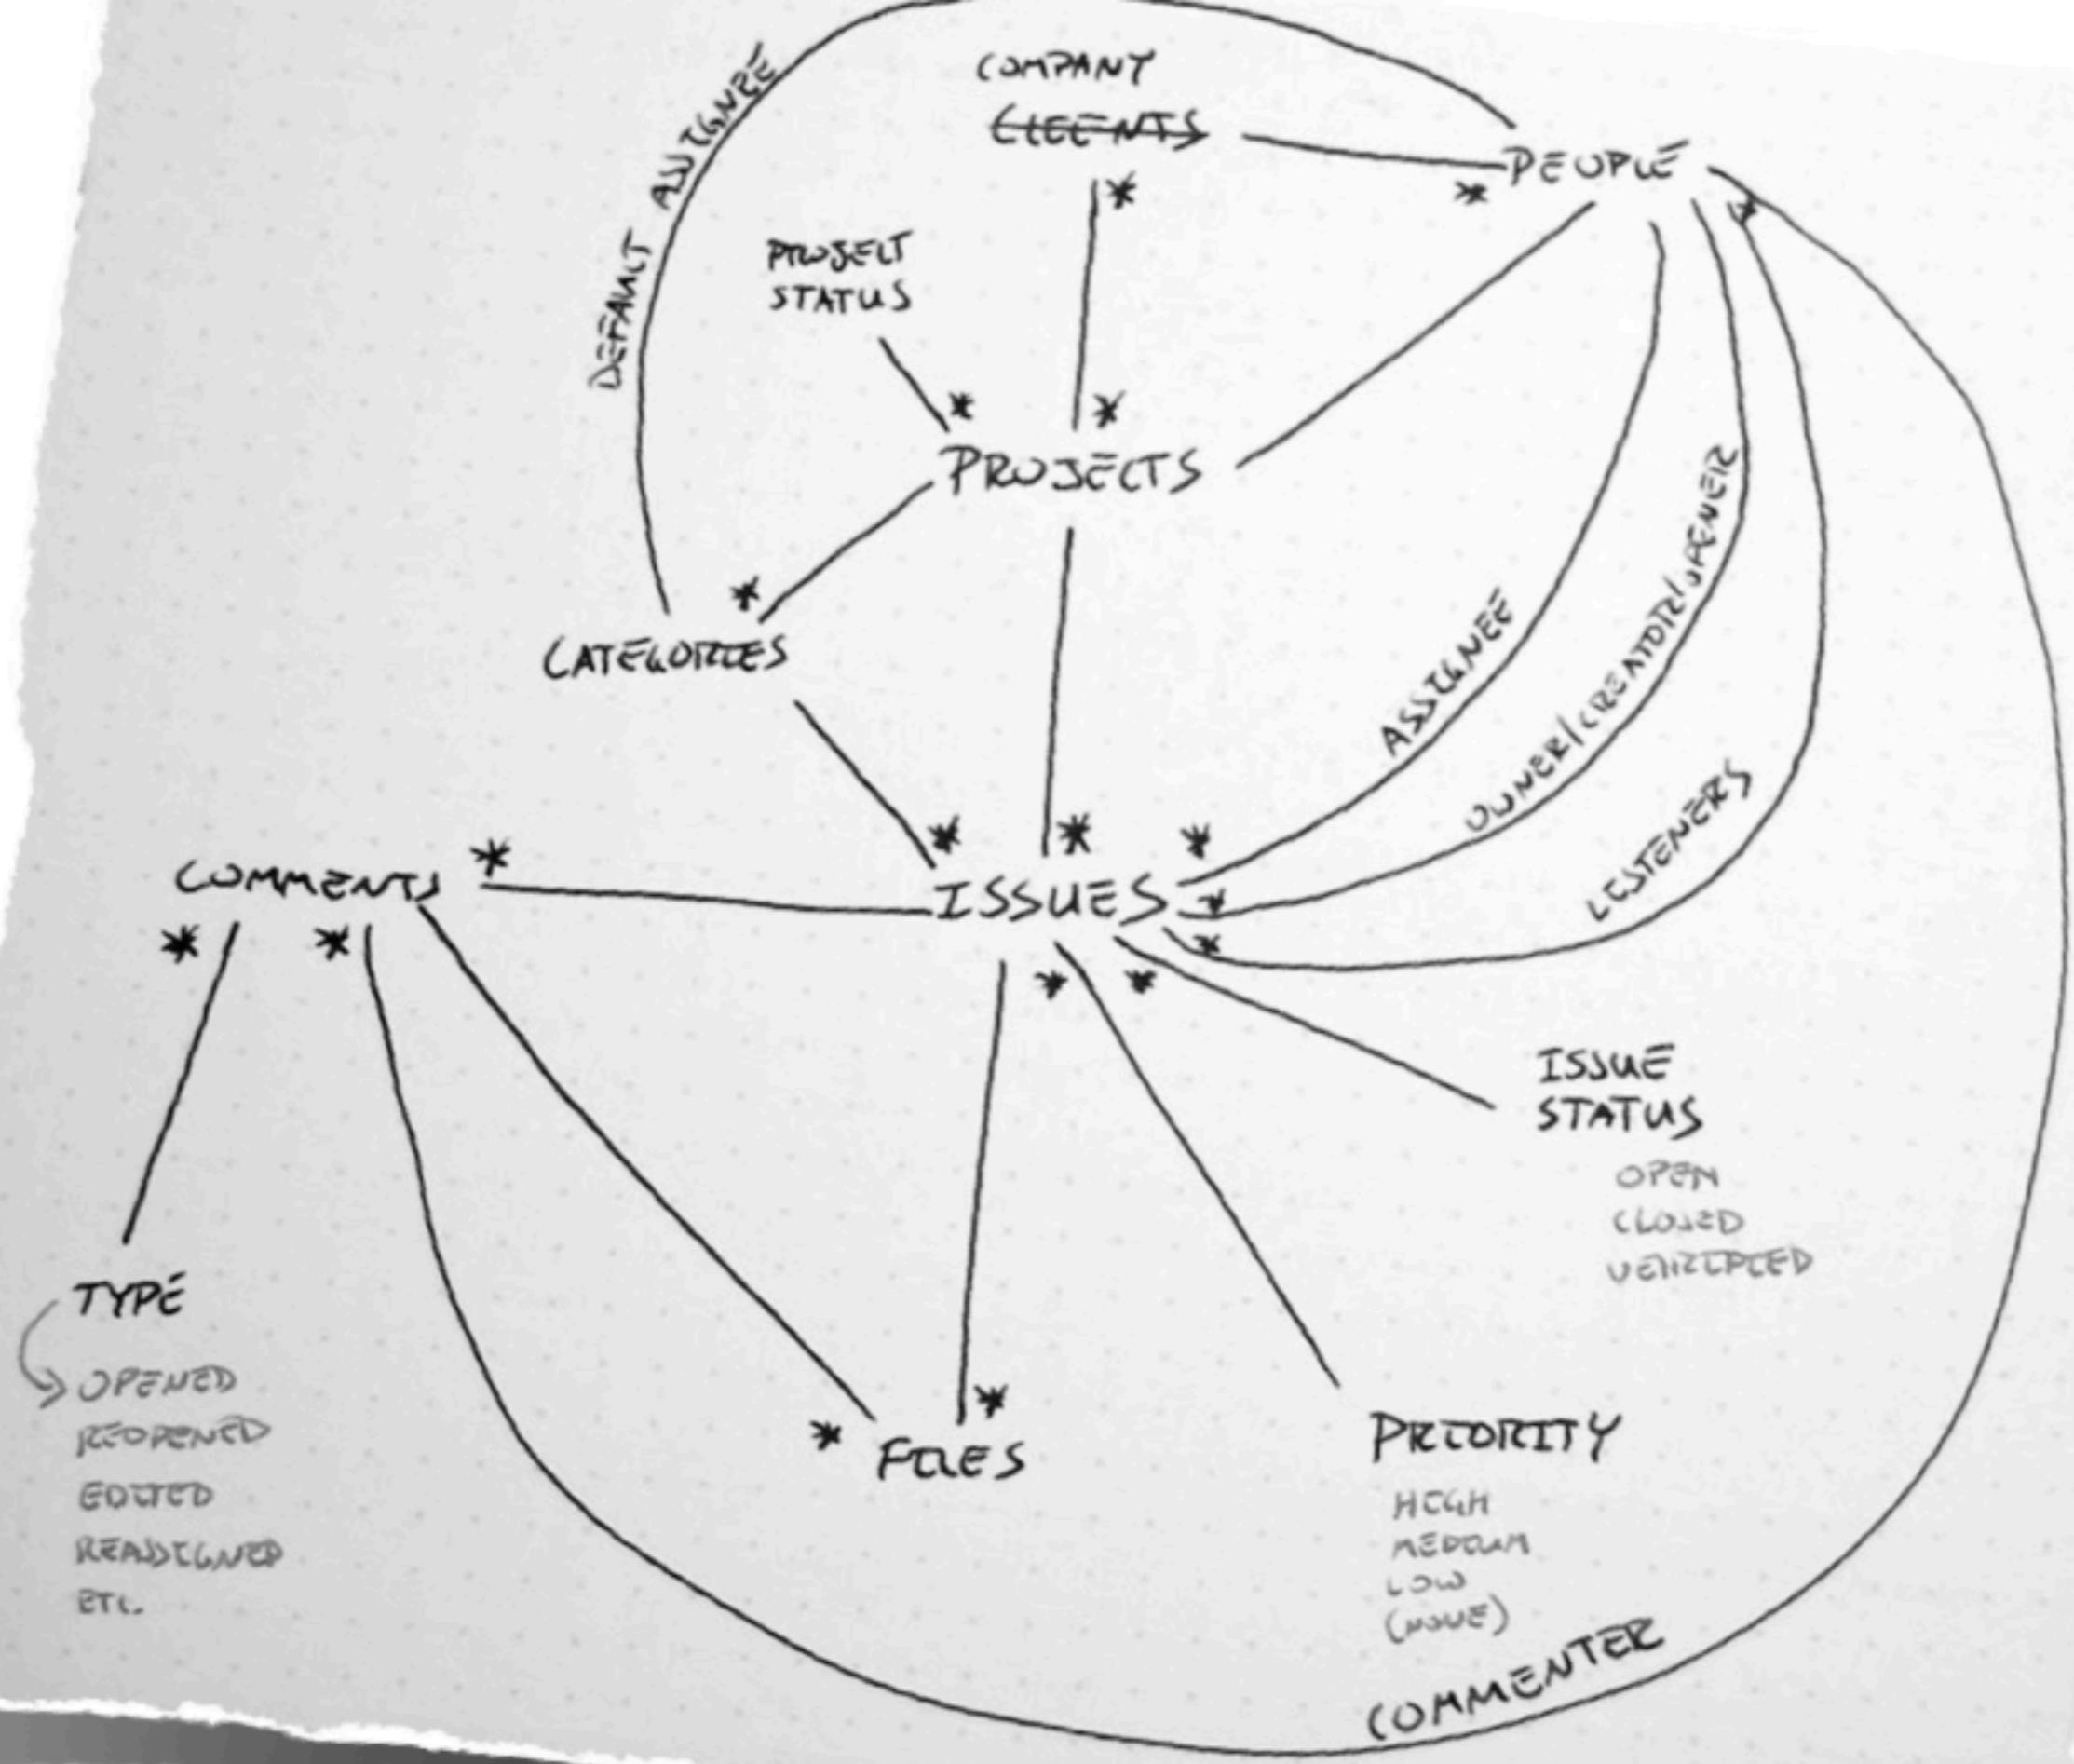 COMPANY
CLIENTS
PEOPLE
DEFAULT ASSIGNEE
PROJECT
STATUS
*
*
*
*
*
PROJECTS
*
CATEGORIES
ASSIGNEE
OWNER/CREATOR/OPENER
LISTENERS
*
*
*
*
COMMENTS
ISSUES
*
*
*
*
*
*
ISSUE
STATUS
OPEN
CLOSED
VERIFIED
TYPE
OPENED
REOPENED
EDITED
REASSIGNED
ETC.
*
*
FILES
PRIORITY
HIGH
MEDIUM
LOW
(NONE)
COMMENTER